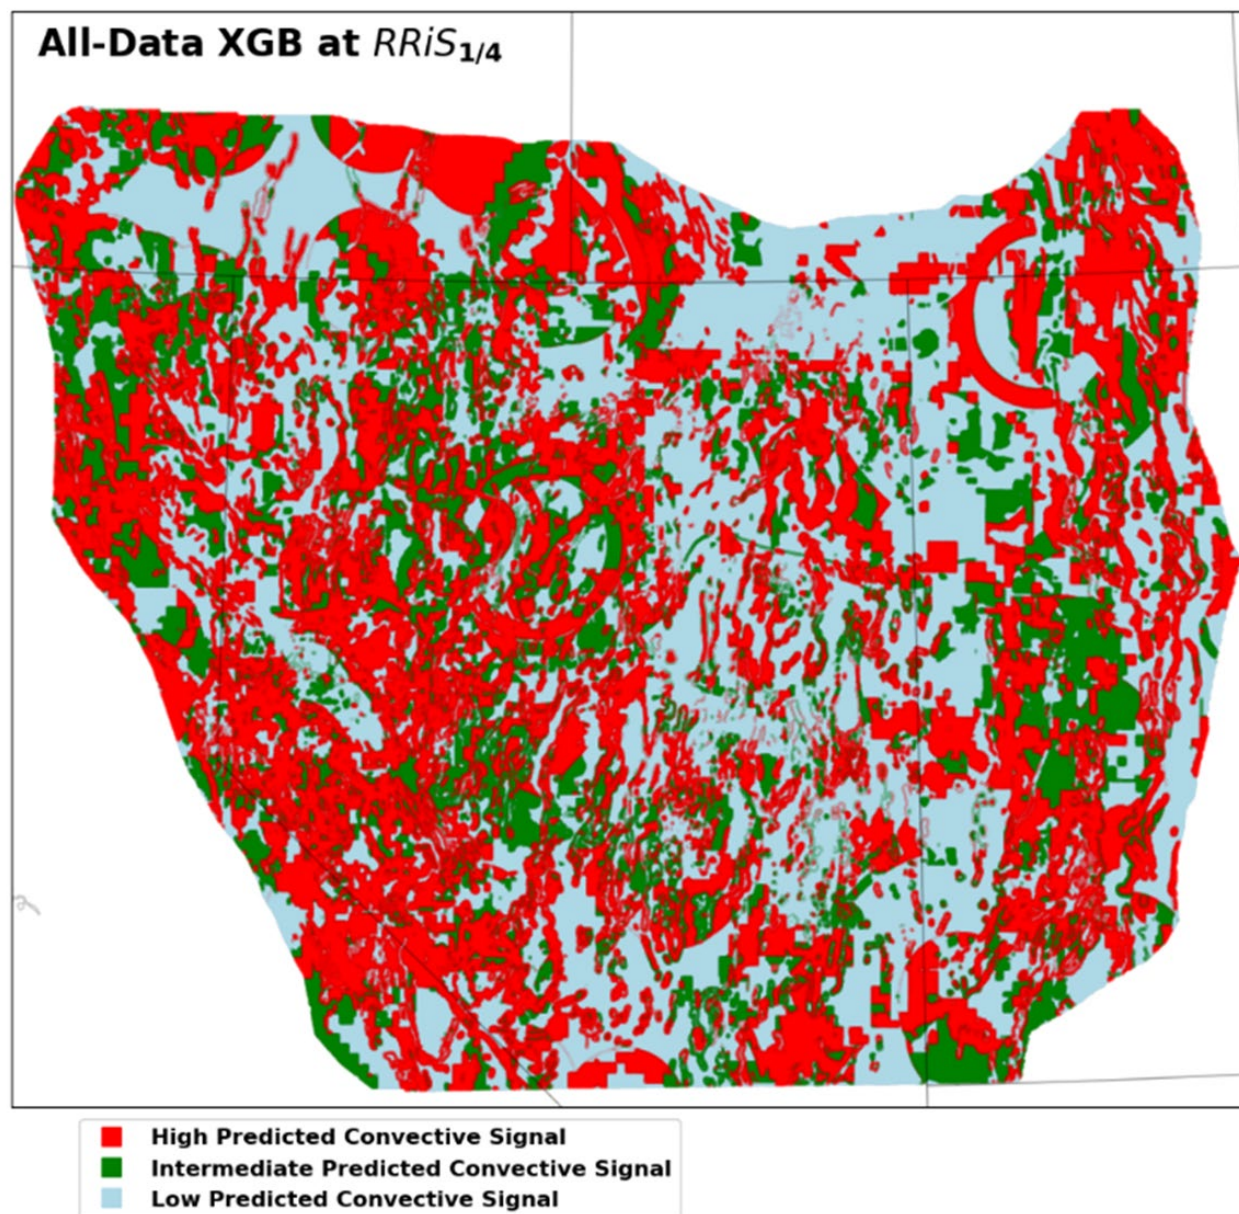 All-Data XGB at RRiS1/4
High Predicted Convective Signal
Intermediate Predicted Convective Signal
Low Predicted Convective Signal